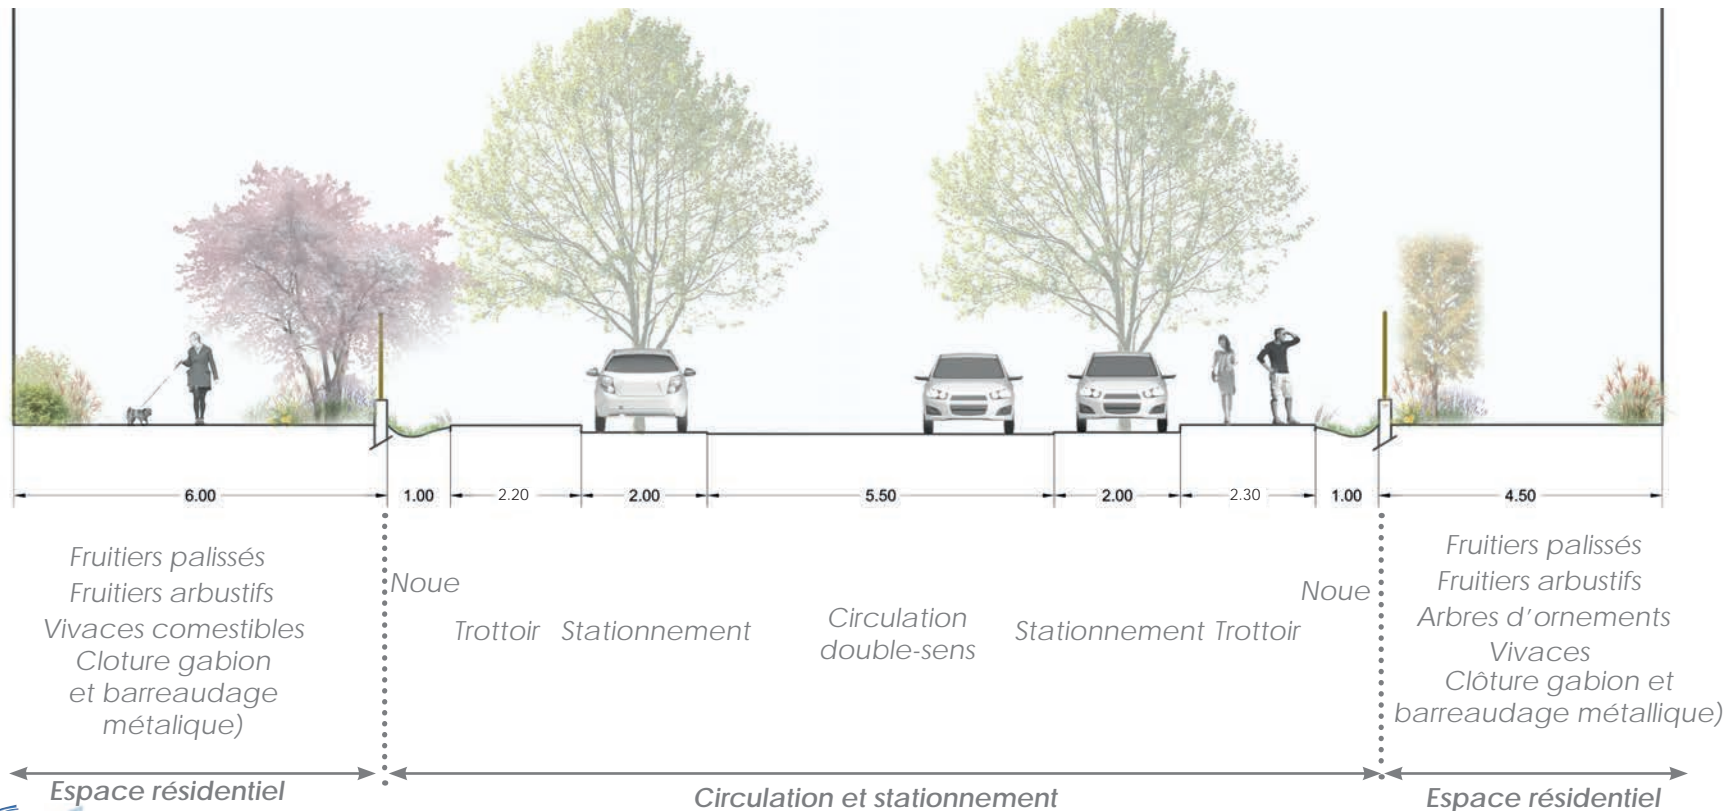 6.00 1.00 2.20 2.00 5.50 2.00 2.30 1.00 4.50
Fruitiers palissés
Fruitiers arbustifs
Vivaces comestibles
Cloture gabion
et barreaudage
métalique)
Noue
Trottoir
Stationnement
Circulation
double-sens
Stationnement
Trottoir
Noue
Fruitiers palissés
Fruitiers arbustifs
Arbres d'ornements
Vivaces
Clôture gabion et
barreaudage métallique)
Espace résidentiel
Circulation et stationnement
Espace résidentiel